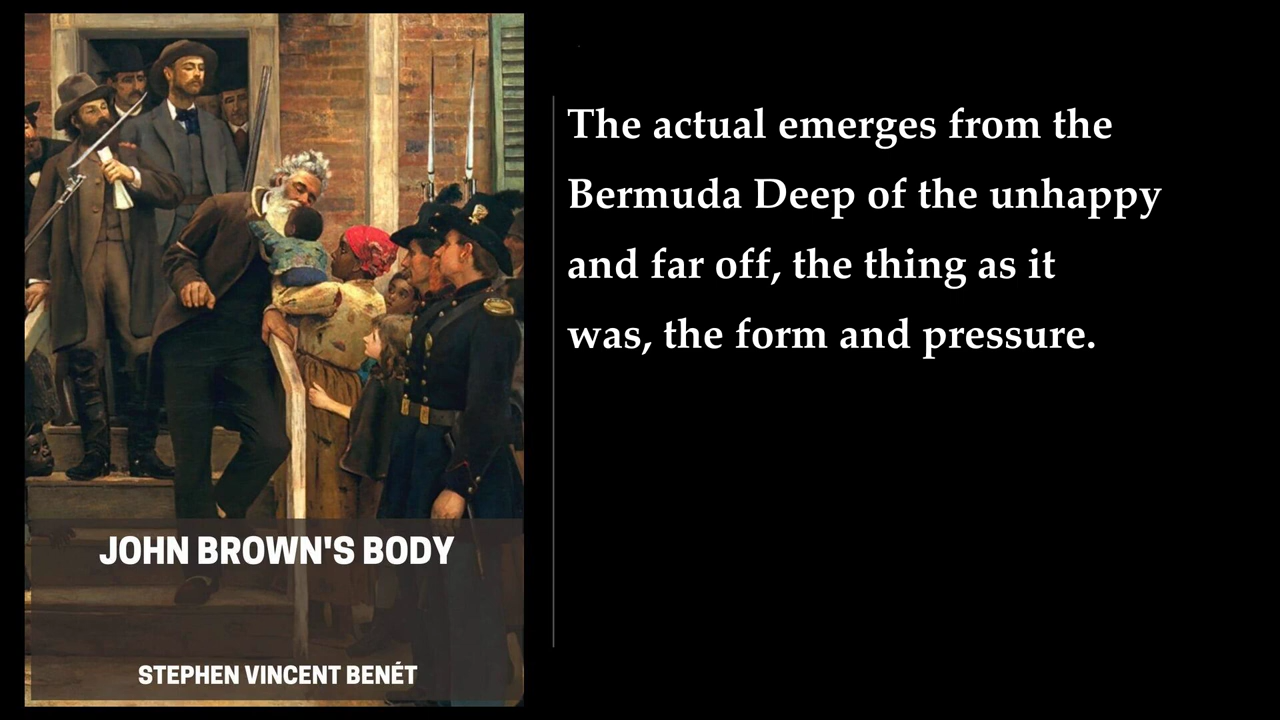 The actual emerges from the
Bermuda Deep of the unhappy
and far off, the thing as it
was, the form and pressure.
JOHN BROWN'S BODY
STEPHEN VINCENT BENÉT